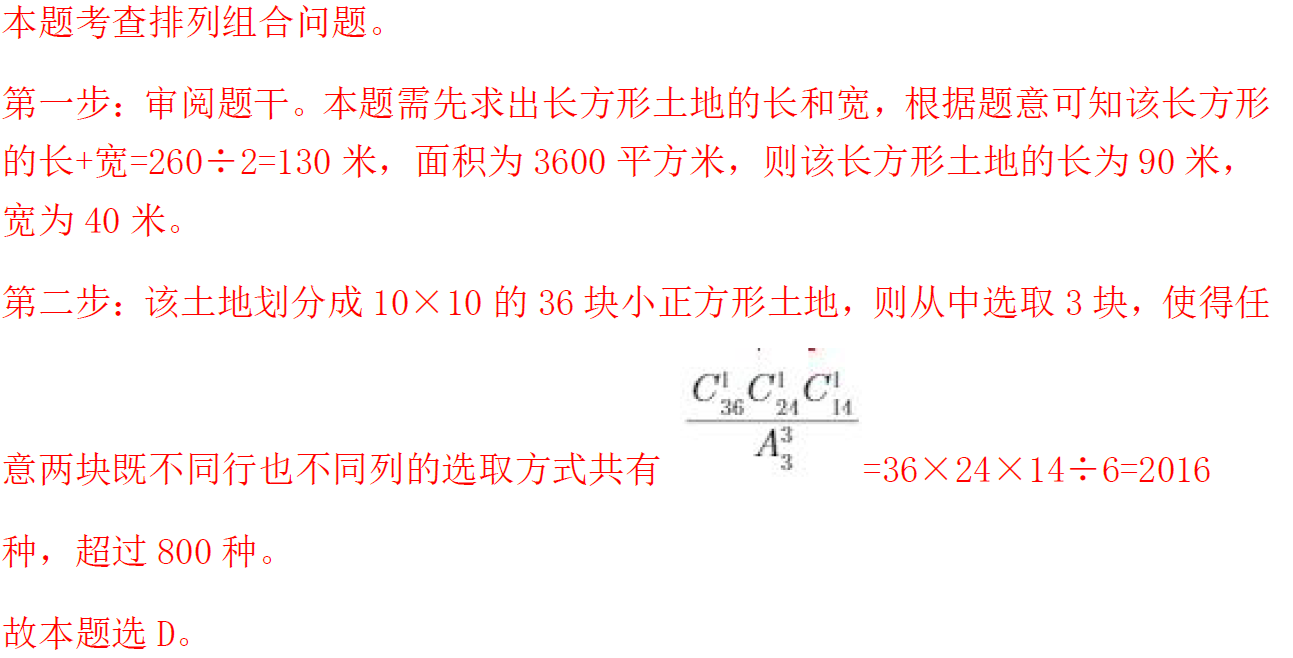 本题考查排列组合问题。
第一步：审阅题干。本题需先求出长方形土地的长和宽，根据题意可知该长方形
的长+宽=260÷2=130 米，面积为 3600 平方米，则该长方形土地的长为 90 米，
宽为 40 米。
第二步：该土地划分成 10×10 的 36 块小正方形土地，则从中选取 3 块，使得任
意两块既不同行也不同列的选取方式共有 $\frac{C_{36}^{1}C_{24}^{1}C_{14}^{1}}{A_{3}^{3}}$ =36×24×14÷6=2016
种，超过 800 种。
故本题选 D。